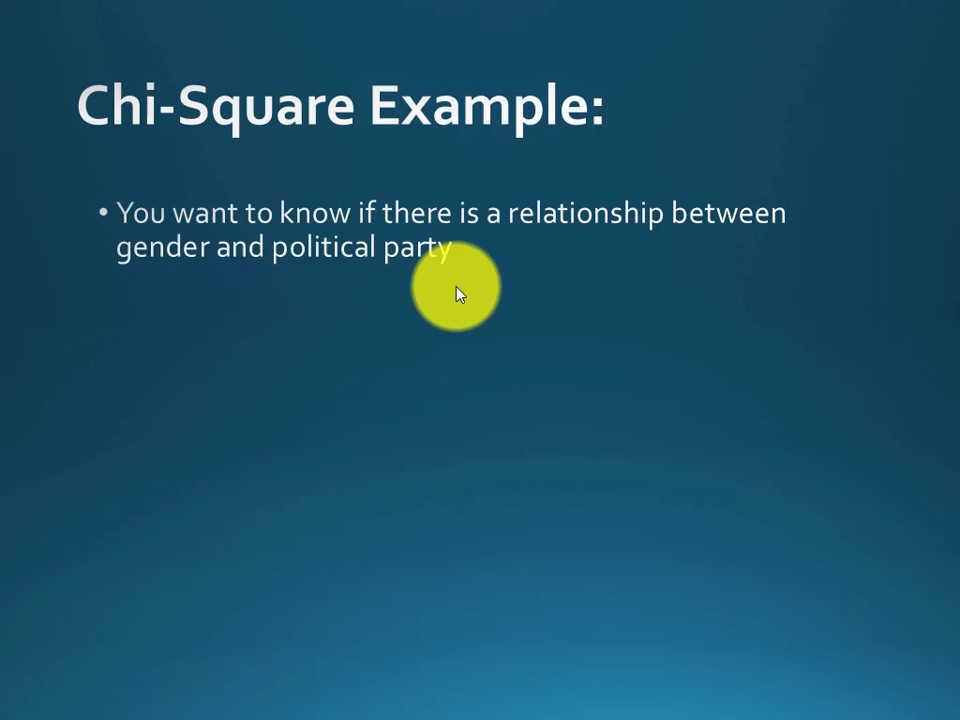 Chi-Square Example:
• You want to know if there is a relationship between
gender and political party